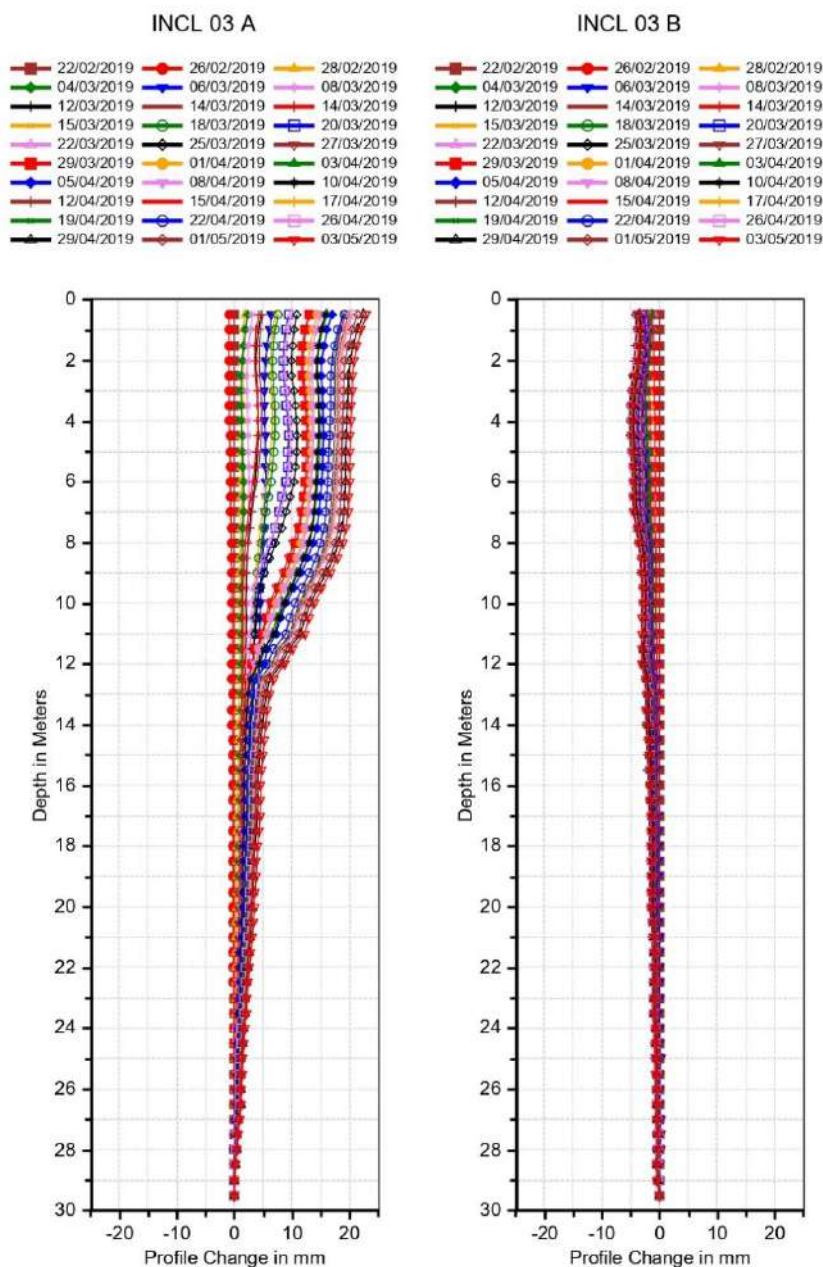 INCL 03 A
22/02/2019 26/02/2019 28/02/2019
04/03/2019 06/03/2019 08/03/2019
12/03/2019 14/03/2019 14/03/2019
15/03/2019 18/03/2019 20/03/2019
22/03/2019 25/03/2019 27/03/2019
29/03/2019 01/04/2019 03/04/2019
05/04/2019 08/04/2019 10/04/2019
12/04/2019 15/04/2019 17/04/2019
19/04/2019 22/04/2019 26/04/2019
29/04/2019 01/05/2019 03/05/2019
0
2
4
6
8
10
12
14
16
18
20
22
24
26
28
30
Depth in Meters
-20 -10 0 10 20
Profile Change in mm
INCL 03 B
22/02/2019 26/02/2019 28/02/2019
04/03/2019 06/03/2019 08/03/2019
12/03/2019 14/03/2019 14/03/2019
15/03/2019 18/03/2019 20/03/2019
22/03/2019 25/03/2019 27/03/2019
29/03/2019 01/04/2019 03/04/2019
05/04/2019 08/04/2019 10/04/2019
12/04/2019 15/04/2019 17/04/2019
19/04/2019 22/04/2019 26/04/2019
29/04/2019 01/05/2019 03/05/2019
0
2
4
6
8
10
12
14
16
18
20
22
24
26
28
30
Depth in Meters
-20 -10 0 10 20
Profile Change in mm